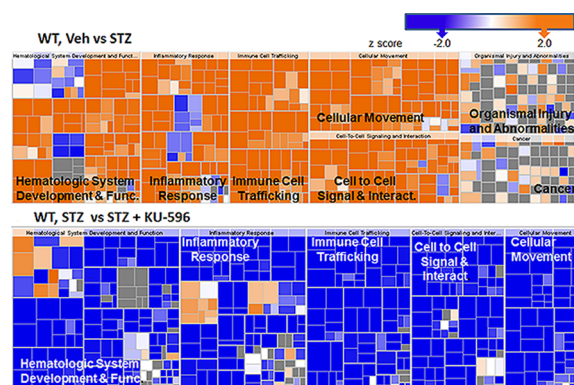 WT, Veh vs STZ
z score
-2.0 2.0
Hematological System Development and Func...
Inflammatory Response
Immune Cell Trafficking
Cellular Movement
Organismal Injury and Abnormalities
Cellular Movement
Organismal Injury
and Abnormalities
Cell-To-Cell Signaling and Interaction
Cancer
Hematologic System
Development & Func.
Inflammatory
Response
Immune Cell
Trafficking
Cell to Cell
Signal & Interact.
Cancer
WT, STZ vs STZ + KU-596
Hematological System Development and Function
Inflammatory Response
Immune Cell Trafficking
Cell-To-Cell Signaling and Inter...
Cellular Movement
Inflammatory
Response
Immune Cell
Trafficking
Cell to Cell
Signal &
Interact
Cellular
Movement
Hematologic System
Development & Func.